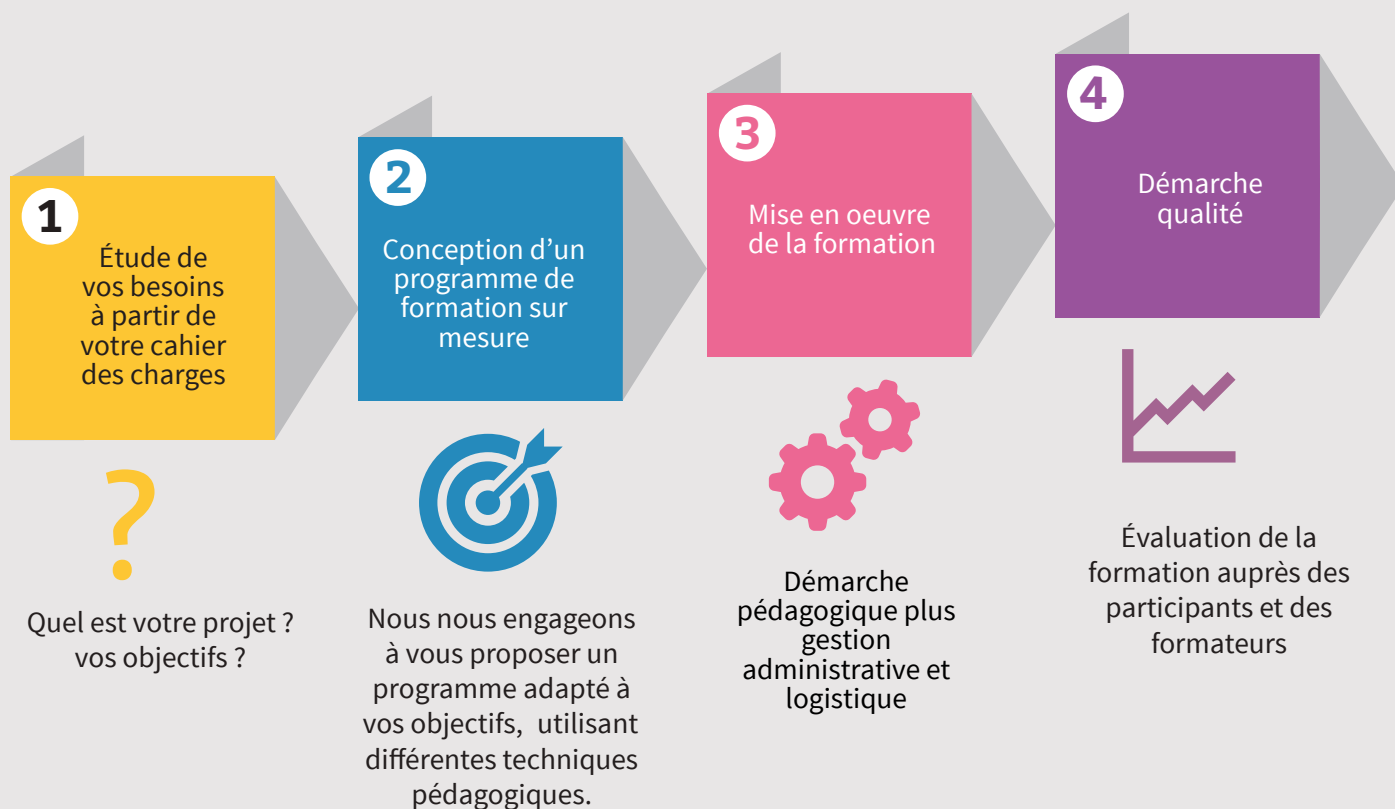 1
Étude de
vos besoins
à partir de
votre cahier
des charges
?
Quel est votre projet ?
vos objectifs ?
2
Conception d’un
programme de
formation sur
mesure
Nous nous engageons
à vous proposer un
programme adapté à
vos objectifs, utilisant
différentes techniques
pédagogiques.
3
Mise en oeuvre
de la formation
Démarche
pédagogique plus
gestion
administrative et
logistique
4
Démarche
qualité
Évaluation de la
formation auprès des
participants et des
formateurs